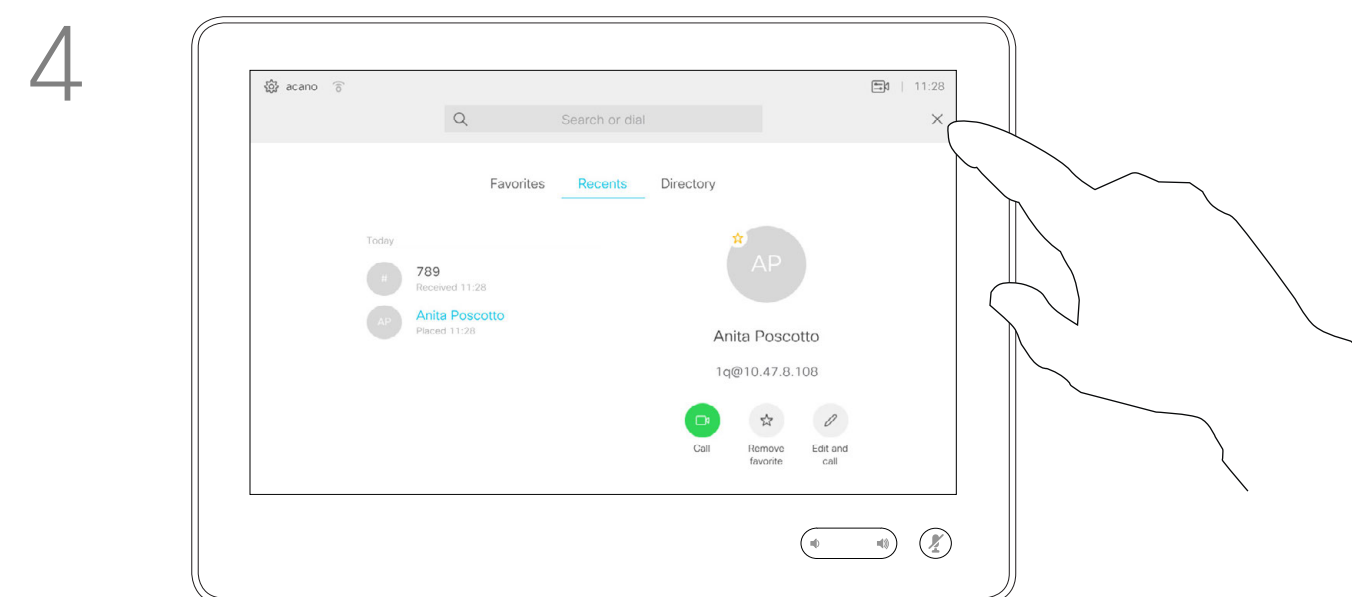 4
acano
11:28
Search or dial
Favorites Recents Directory
Today
#
789
Received 11:28
AP
Anita Poscotto
Placed 11:28
AP
Anita Poscotto
1q@10.47.8.108
Call
Remove
favorite
Edit and
call